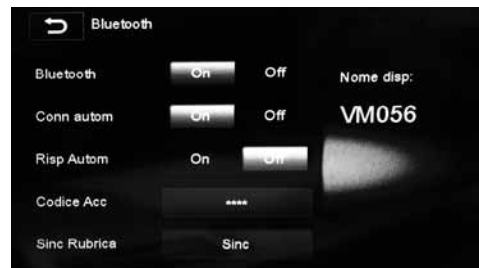 Bluetooth
Bluetooth On Off
Nome disp:
Conn autom On Off
VM056
Risp Autom On Off
Codice Acc ****
Sinc Rubrica Sinc